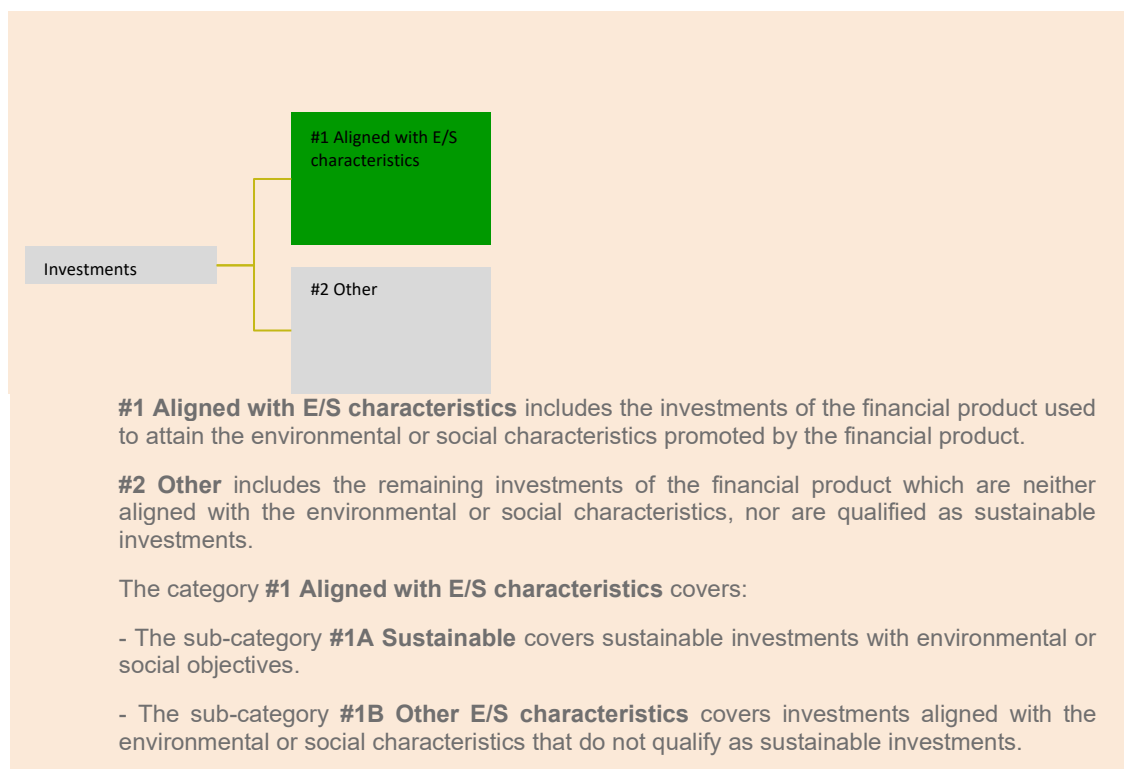 #1 Aligned with E/S
characteristics
Investments
#2 Other
#1 Aligned with E/S characteristics includes the investments of the financial product used
to attain the environmental or social characteristics promoted by the financial product.
#2 Other includes the remaining investments of the financial product which are neither
aligned with the environmental or social characteristics, nor are qualified as sustainable
investments.
The category #1 Aligned with E/S characteristics covers:
- The sub-category #1A Sustainable covers sustainable investments with environmental or
social objectives.
- The sub-category #1B Other E/S characteristics covers investments aligned with the
environmental or social characteristics that do not qualify as sustainable investments.